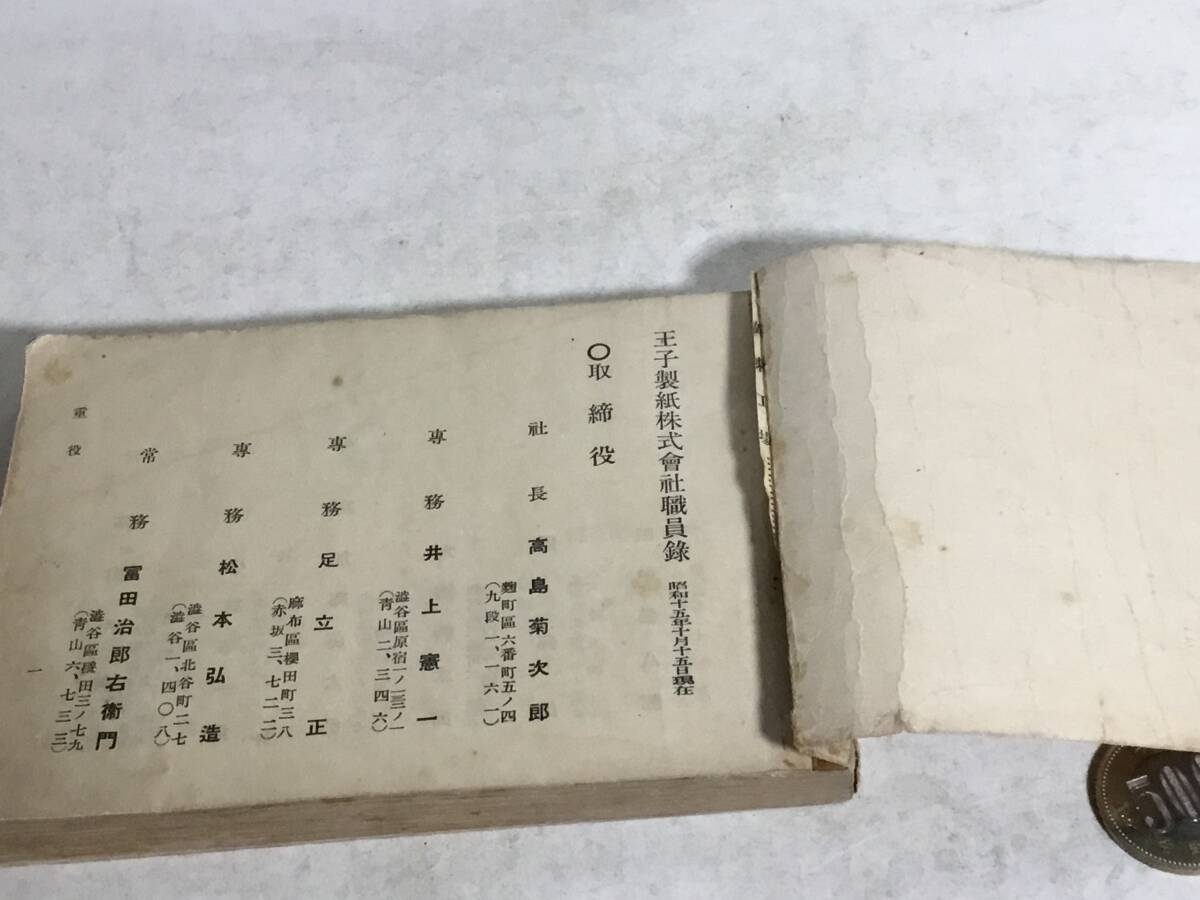 王子製紙株式會社職員錄 昭和十五年十月十五日現在
〇取締役
社長 高島菊次郎
麴町區六番町五ノ四
(九段一、一六一)
專務 井上憲一
澁谷區原宿一ノ一三三ノ一
(青山二、三四六)
專務 足立正
麻布區櫻田町三八
(赤坂三、七二二)
專務 松本弘造
澁谷區北谷町二七
(澁谷一、四〇八)
常務 冨田治郎右衞門
澁谷區穩田三ノ七九
(青山六、七三三)
重役
一
500